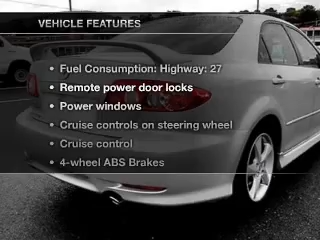 VEHICLE FEATURES
• Fuel Consumption: Highway: 27
• Remote power door locks
• Power windows
• Cruise controls on steering wheel
• Cruise control
• 4-wheel ABS Brakes